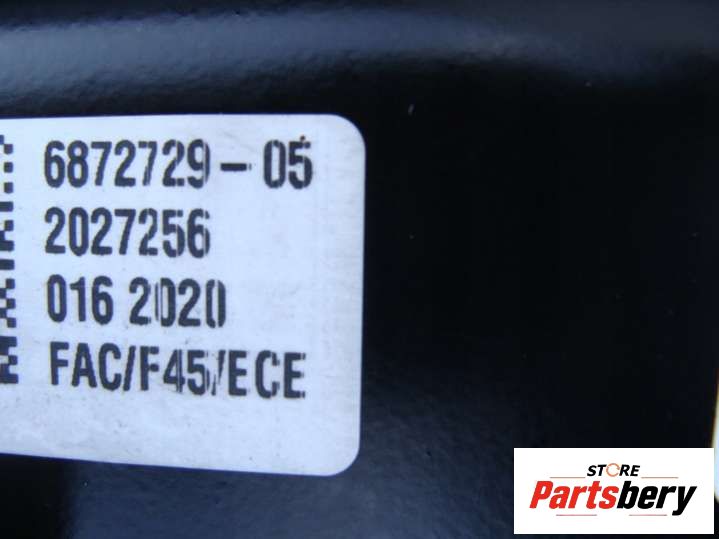 6872729-05
2027256
016 2020
FAC/F45/ECE
STORE
Partsbery